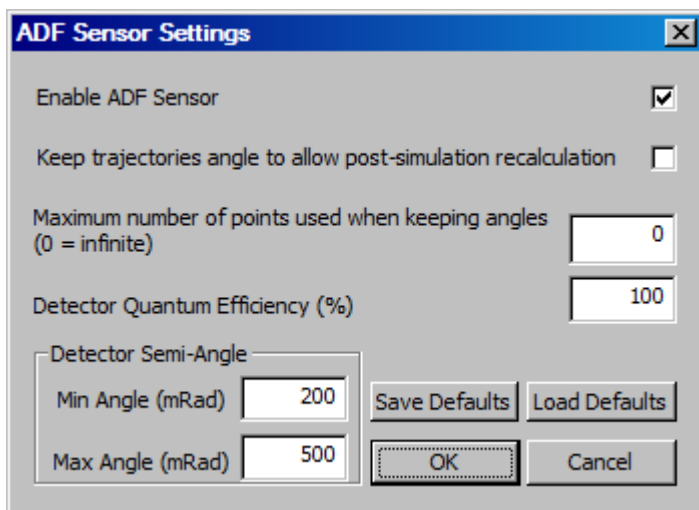 ADF Sensor Settings
Enable ADF Sensor
Keep trajectories angle to allow post-simulation recalculation
Maximum number of points used when keeping angles
(0 = infinite)
0
Detector Quantum Efficiency (%)
100
Detector Semi-Angle
Min Angle (mRad)
200
Save Defaults
Load Defaults
Max Angle (mRad)
500
OK
Cancel